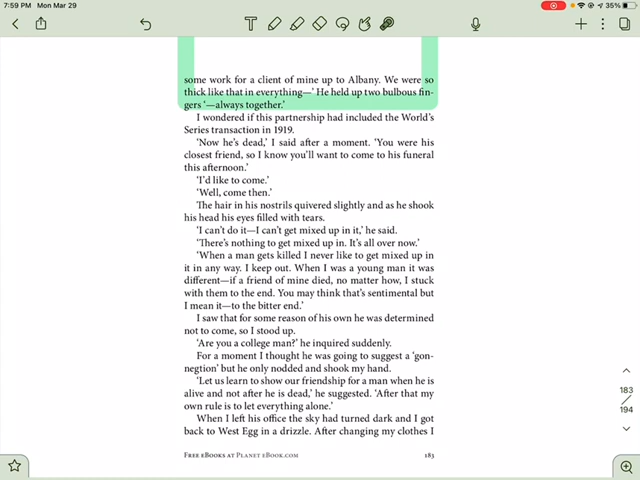 7:59 PM Mon Mar 29
35%
T
some work for a client of mine up to Albany. We were so
thick like that in everything—’ He held up two bulbous fin-
gers ‘—always together.’
I wondered if this partnership had included the World’s
Series transaction in 1919.
‘Now he’s dead,’ I said after a moment. ‘You were his
closest friend, so I know you’ll want to come to his funeral
this afternoon.’
‘I’d like to come.’
‘Well, come then.’
The hair in his nostrils quivered slightly and as he shook
his head his eyes filled with tears.
‘I can’t do it—I can’t get mixed up in it,’ he said.
‘There’s nothing to get mixed up in. It’s all over now.’
‘When a man gets killed I never like to get mixed up in
it in any way. I keep out. When I was a young man it was
different—if a friend of mine died, no matter how, I stuck
with them to the end. You may think that’s sentimental but
I mean it—to the bitter end.’
I saw that for some reason of his own he was determined
not to come, so I stood up.
‘Are you a college man?’ he inquired suddenly.
For a moment I thought he was going to suggest a ‘gon-
negtion’ but he only nodded and shook my hand.
‘Let us learn to show our friendship for a man when he is
alive and not after he is dead,’ he suggested. ‘After that my
own rule is to let everything alone.’
When I left his office the sky had turned dark and I got
back to West Egg in a drizzle. After changing my clothes I
Free eBooks at Planet eBook.com 183
183
194